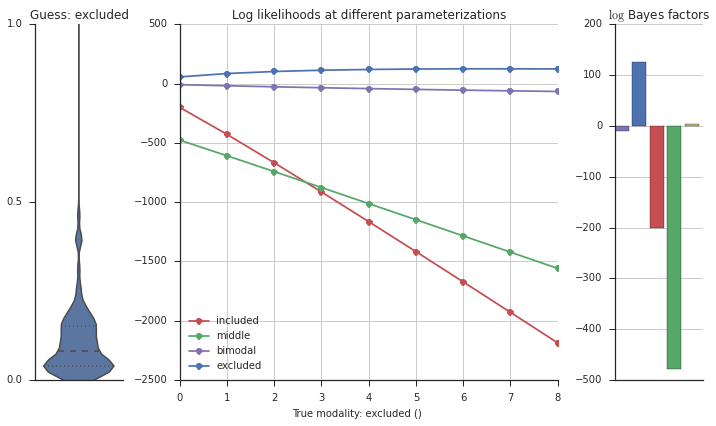 Guess: excluded
1.0
0.5
0.0
Log likelihoods at different parameterizations
500
0
−500
−1000
−1500
−2000
−2500
included
middle
bimodal
excluded
0 1 2 3 4 5 6 7 8
True modality: excluded ()
log Bayes factors
200
100
0
−100
−200
−300
−400
−500